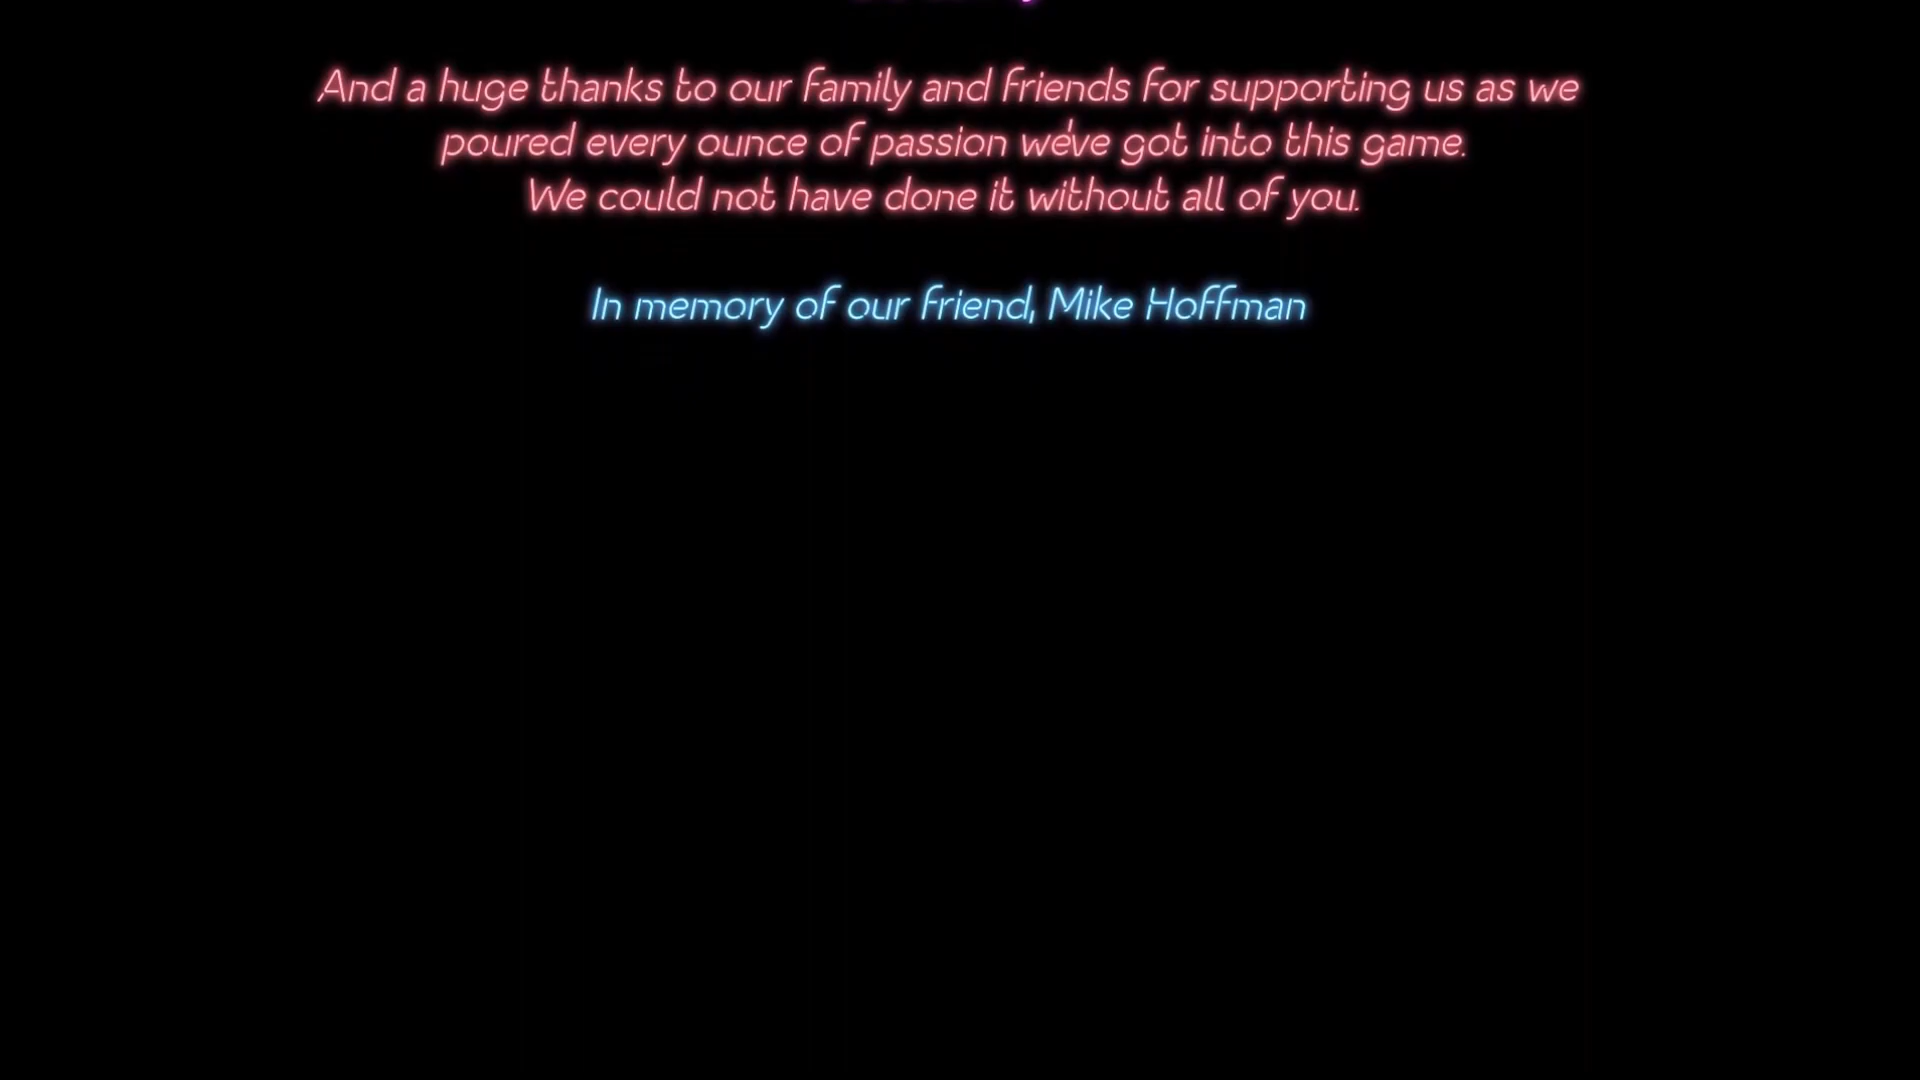 And a huge thanks to our family and friends for supporting us as we
poured every ounce of passion we've got into this game.
We could not have done it without all of you.
In memory of our friend, Mike Hoffman